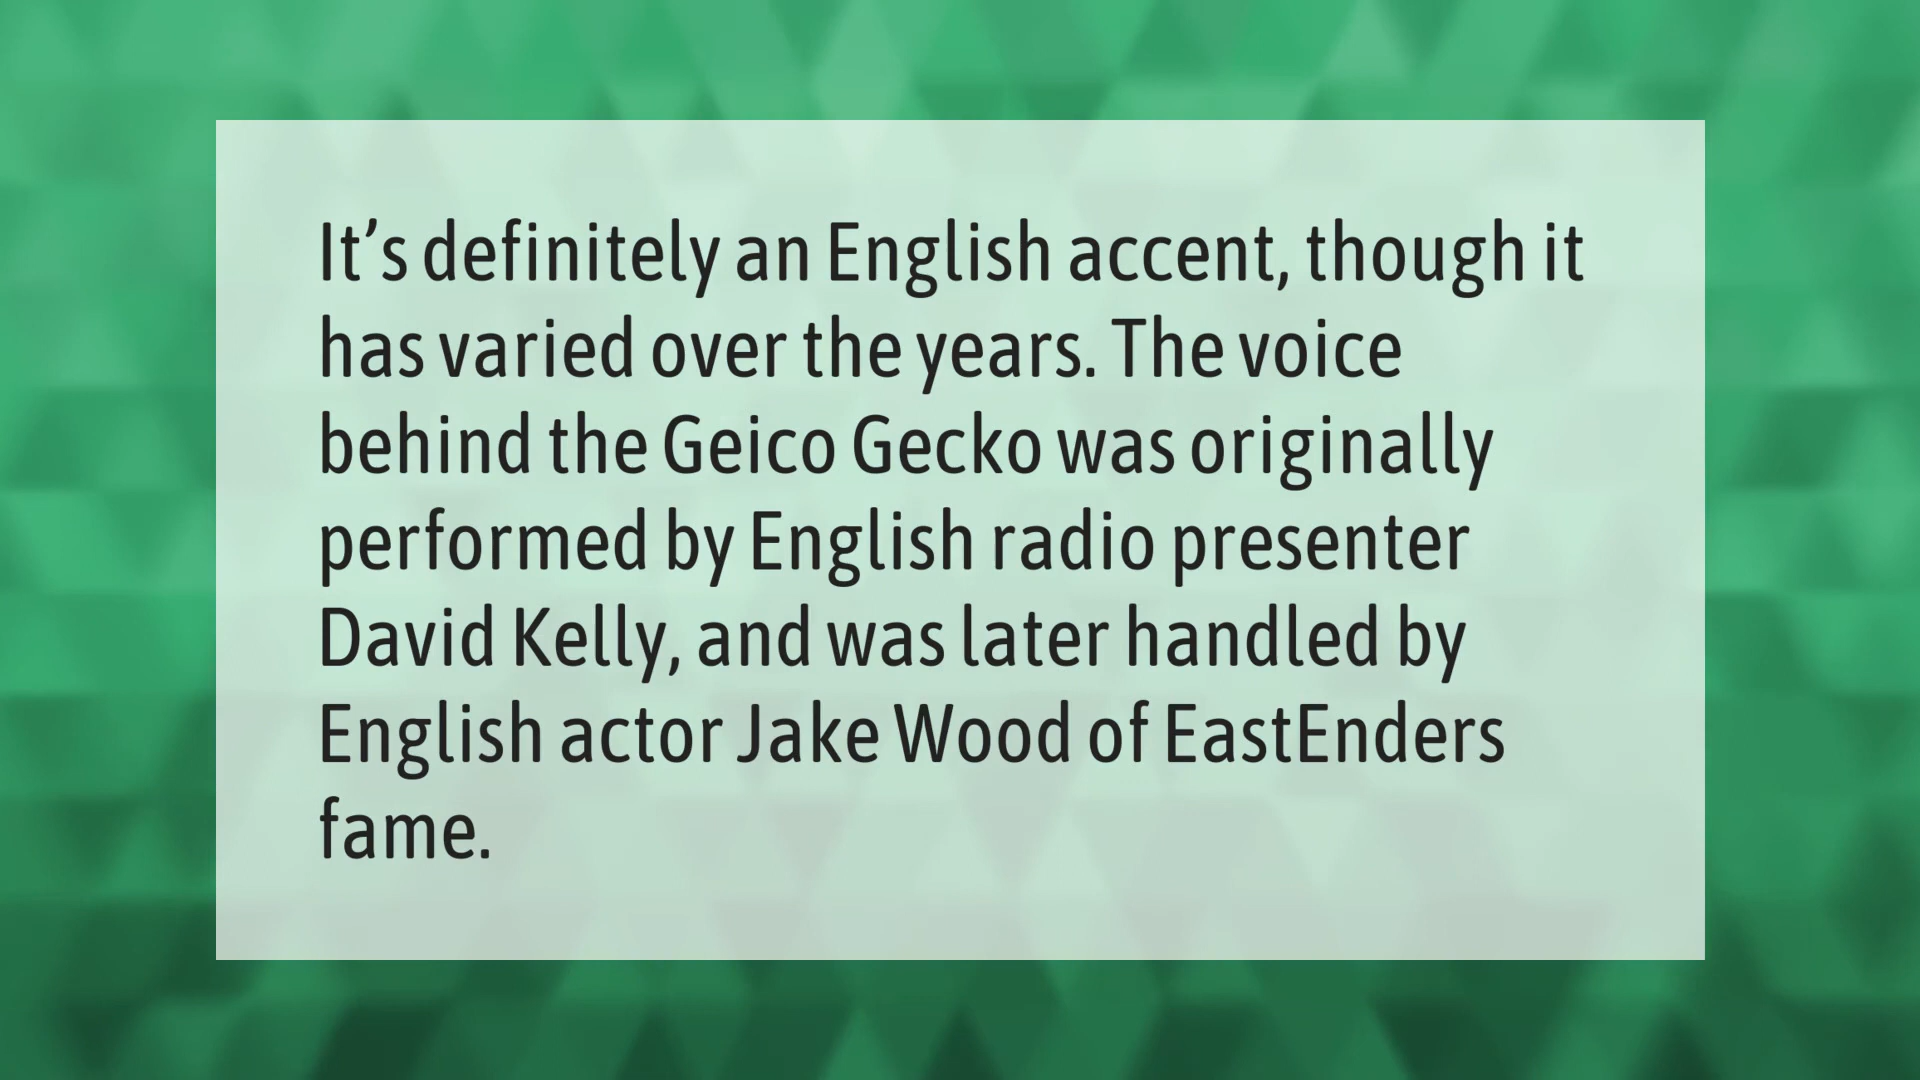 It’s definitely an English accent, though it
has varied over the years. The voice
behind the Geico Gecko was originally
performed by English radio presenter
David Kelly, and was later handled by
English actor Jake Wood of EastEnders
fame.